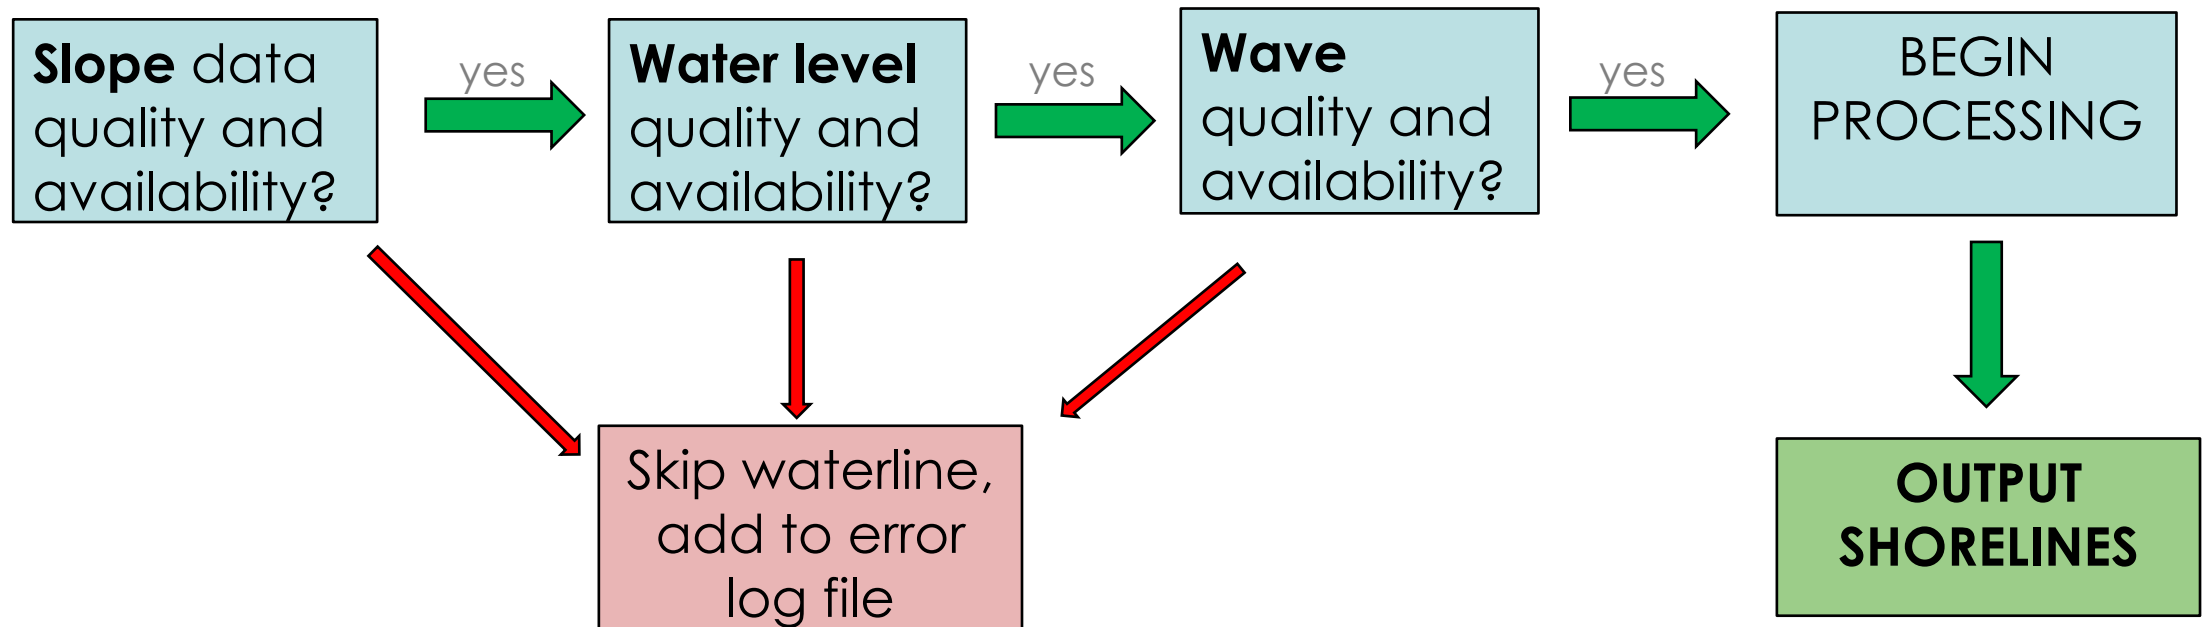 Slope data
quality and
availability?
yes
Water level
quality and
availability?
yes
Wave
quality and
availability?
yes
BEGIN
PROCESSING
Skip waterline,
add to error
log file
OUTPUT
SHORELINES